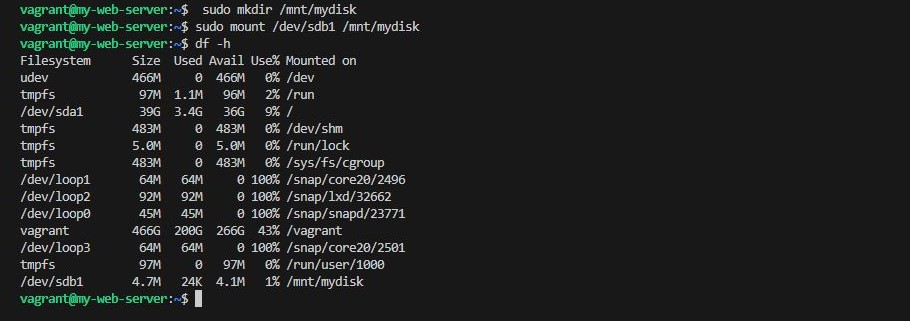 vagrant@my-web-server:~$  sudo mkdir /mnt/mydisk
vagrant@my-web-server:~$ sudo mount /dev/sdb1 /mnt/mydisk
vagrant@my-web-server:~$ df -h
Filesystem      Size  Used Avail Use% Mounted on
udev            466M     0  466M   0% /dev
tmpfs            97M  1.1M   96M   2% /run
/dev/sda1        39G  3.4G   36G   9% /
tmpfs           483M     0  483M   0% /dev/shm
tmpfs           5.0M     0  5.0M   0% /run/lock
tmpfs           483M     0  483M   0% /sys/fs/cgroup
/dev/loop1       64M   64M     0 100% /snap/core20/2496
/dev/loop2       92M   92M     0 100% /snap/lxd/32662
/dev/loop0       45M   45M     0 100% /snap/snapd/23771
vagrant         466G  200G  266G  43% /vagrant
/dev/loop3       64M   64M     0 100% /snap/core20/2501
tmpfs            97M     0   97M   0% /run/user/1000
/dev/sdb1       4.7M   24K  4.1M   1% /mnt/mydisk
vagrant@my-web-server:~$